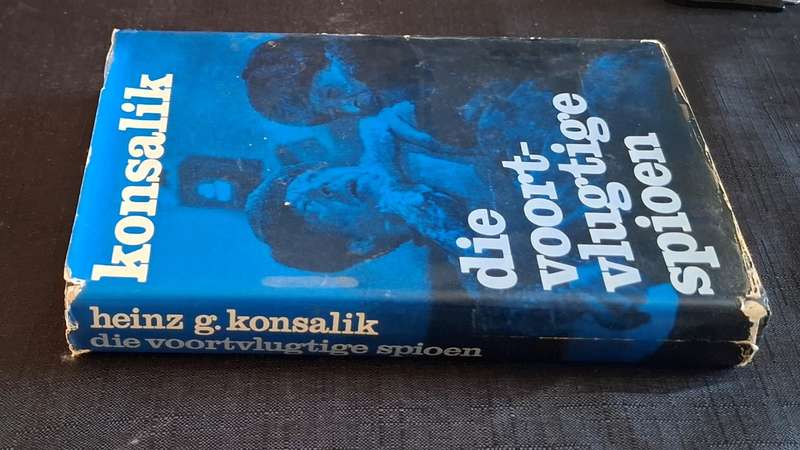 konsalik
die
voort-
vlugtige
spioen
heinz g. konsalik
die voortvlugtige spioen